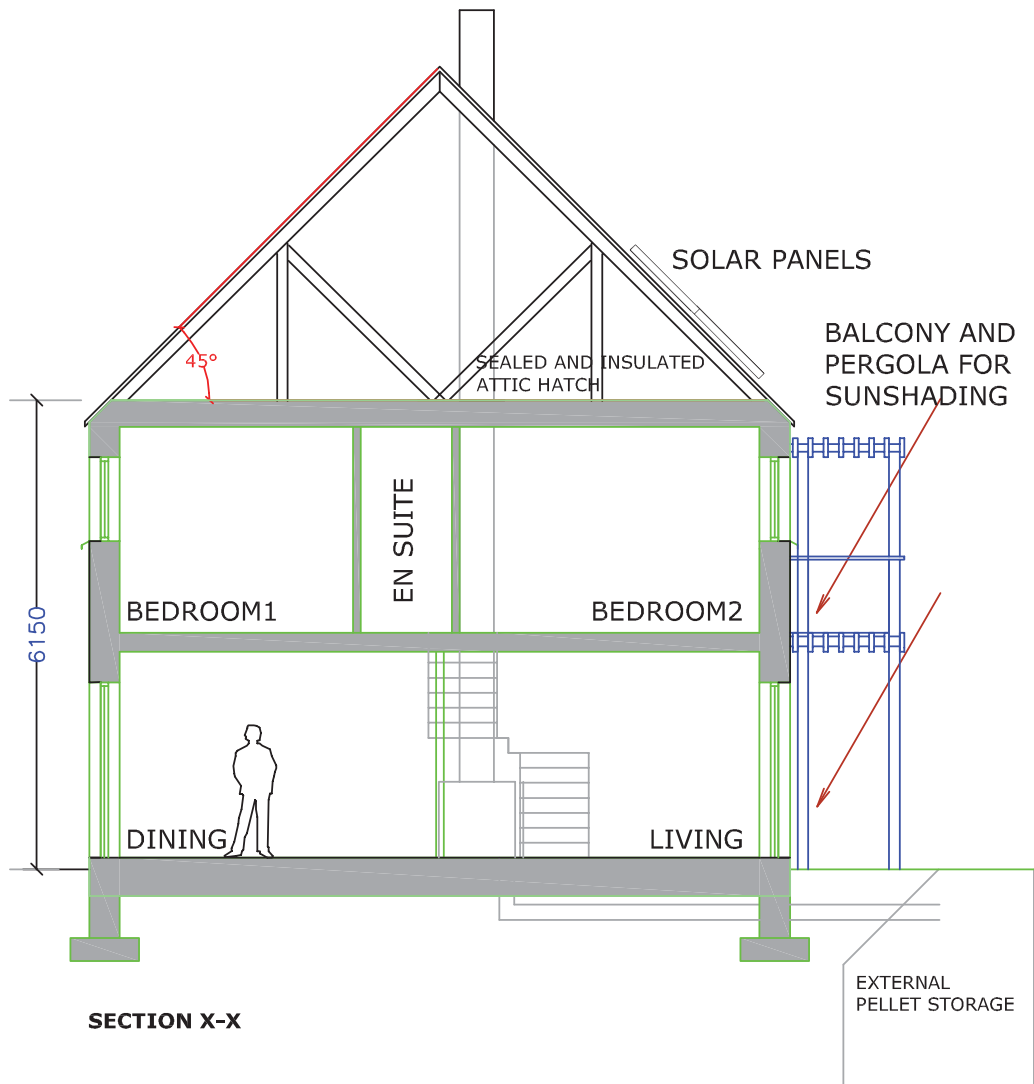 SOLAR PANELS
BALCONY AND
PERGOLA FOR
SUNSHADING
45°
SEALED AND INSULATED
ATTIC HATCH
EN SUITE
BEDROOM1
BEDROOM2
6150
DINING
LIVING
EXTERNAL
PELLET STORAGE
SECTION X-X